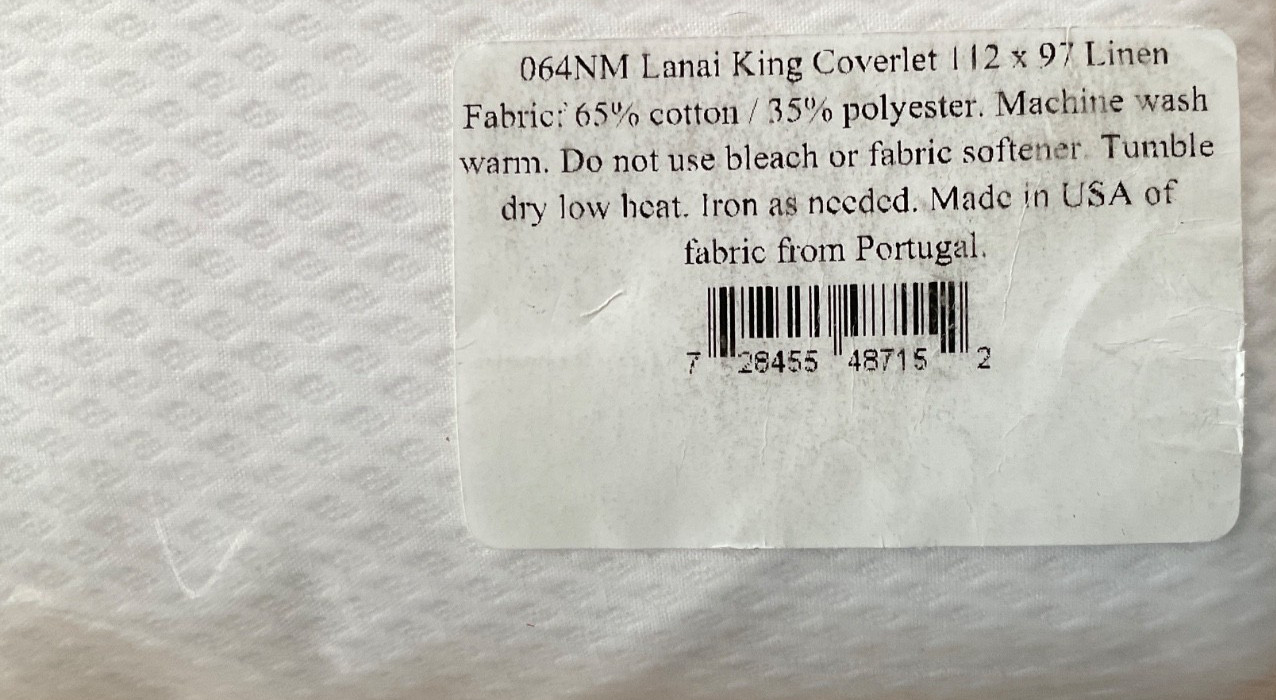 064NM Lanai King Coverlet 112 x 97 Linen
Fabric: 65% cotton / 35% polyester. Machine wash
warm. Do not use bleach or fabric softener. Tumble
dry low heat. Iron as needed. Made in USA of
fabric from Portugal.
7 28455 48715 2